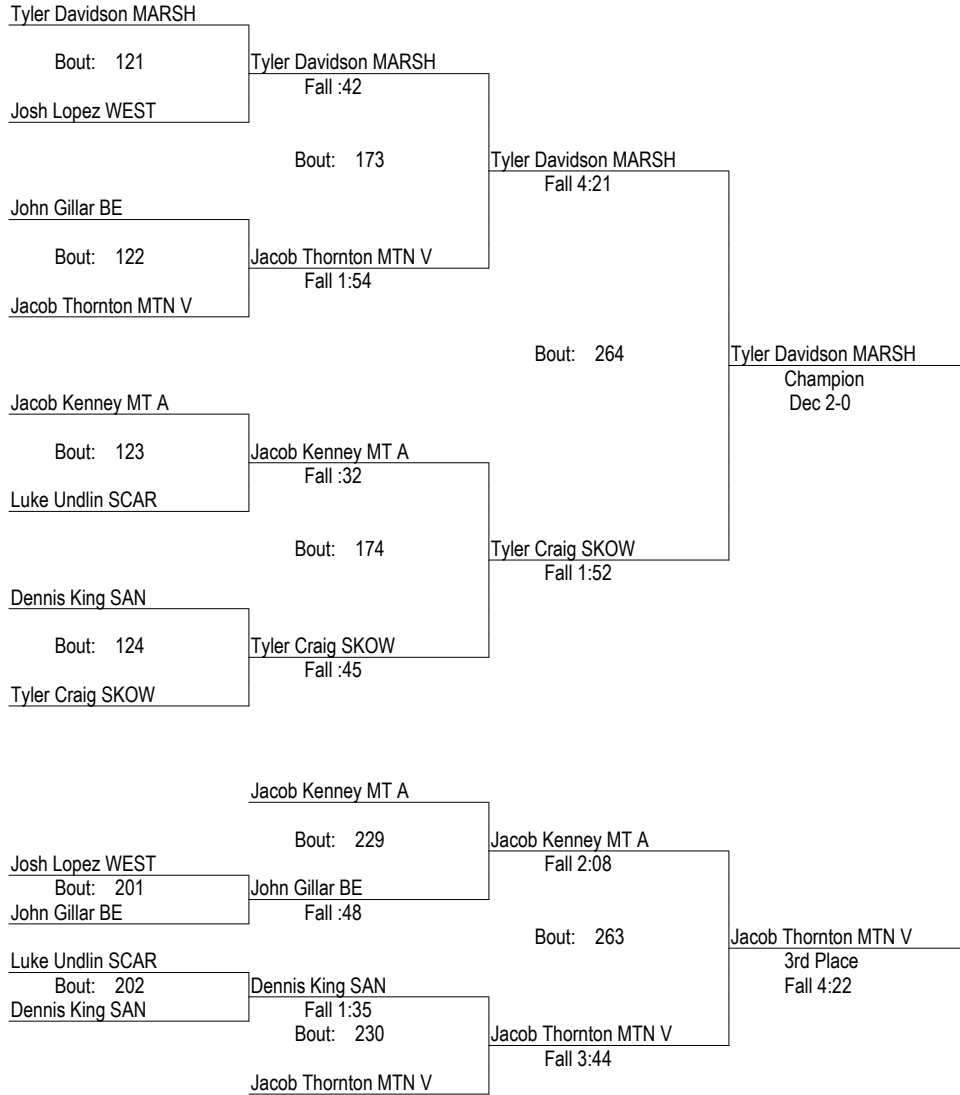 Tyler Davidson MARSH
Bout: 121
Tyler Davidson MARSH
Fall :42
Josh Lopez WEST
Bout: 173
Tyler Davidson MARSH
Fall 4:21
John Gillar BE
Bout: 122
Jacob Thornton MTN V
Fall 1:54
Jacob Thornton MTN V
Bout: 264
Tyler Davidson MARSH
Champion
Dec 2-0
Jacob Kenney MT A
Bout: 123
Jacob Kenney MT A
Fall :32
Luke Undlin SCAR
Bout: 174
Tyler Craig SKOW
Fall 1:52
Dennis King SAN
Bout: 124
Tyler Craig SKOW
Fall :45
Tyler Craig SKOW
Jacob Kenney MT A
Bout: 229
Jacob Kenney MT A
Fall 2:08
Josh Lopez WEST
Bout: 201
John Gillar BE
John Gillar BE
Fall :48
Bout: 263
Jacob Thornton MTN V
3rd Place
Fall 4:22
Luke Undlin SCAR
Bout: 202
Dennis King SAN
Dennis King SAN
Fall 1:35
Bout: 230
Jacob Thornton MTN V
Fall 3:44
Jacob Thornton MTN V